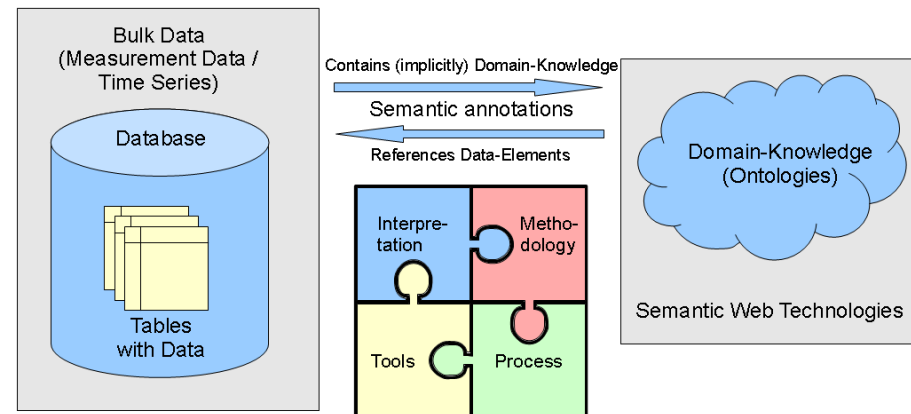 Bulk Data
(Measurement Data /
Time Series)
Database
Tables
with Data
Contains (implicitly) Domain-Knowledge
Semantic annotations
References Data-Elements
Interpre-
tation
Metho-
dology
Tools
Process
Domain-Knowledge
(Ontologies)
Semantic Web Technologies